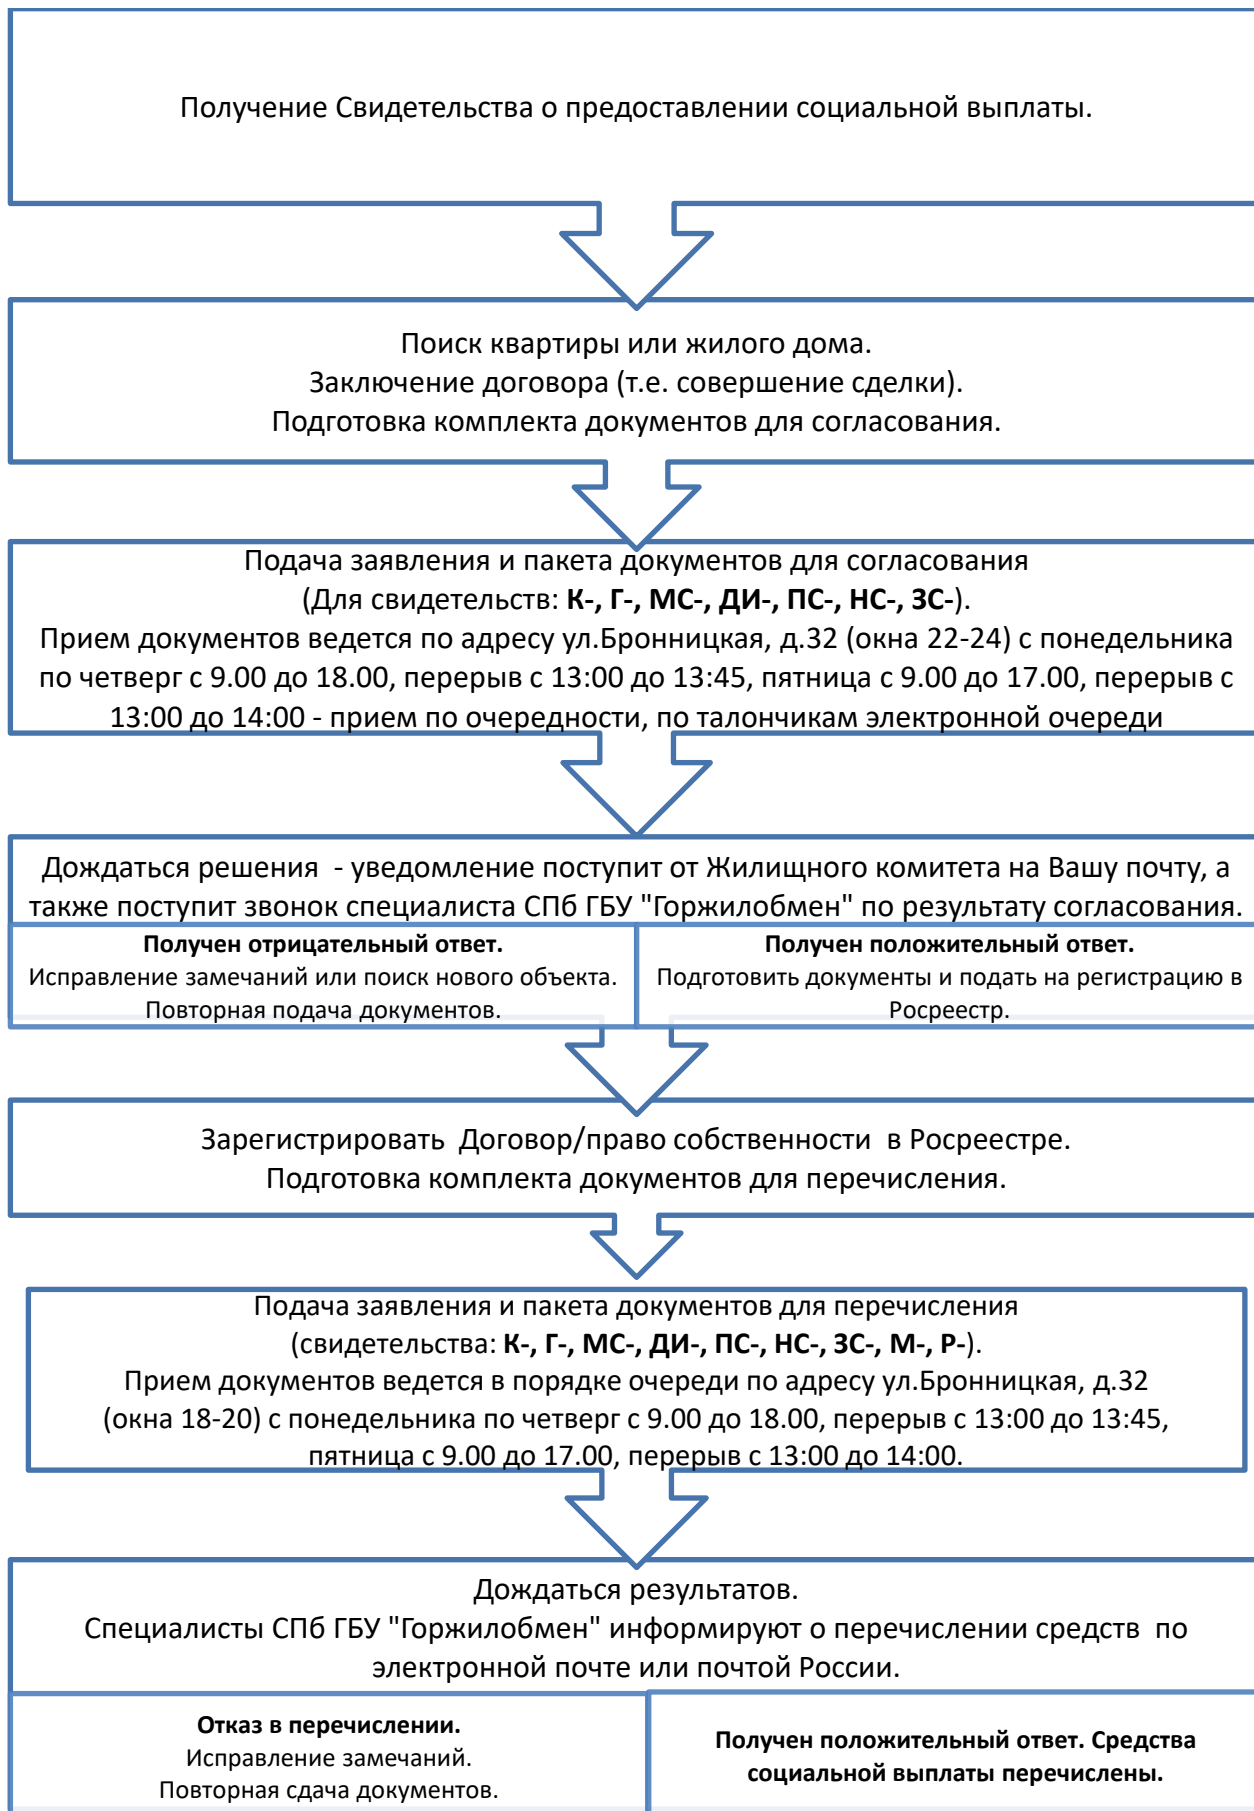 Получение Свидетельства о предоставлении социальной выплаты.
Поиск квартиры или жилого дома.
Заключение договора (т.е. совершение сделки).
Подготовка комплекта документов для согласования.
Подача заявления и пакета документов для согласования
(Для свидетельств: К-, Г-, МС-, ДИ-, ПС-, НС-, ЗС-).
Прием документов ведется по адресу ул.Бронницкая, д.32 (окна 22-24) с понедельника
по четверг с 9.00 до 18.00, перерыв с 13:00 до 13:45, пятница с 9.00 до 17.00, перерыв с
13:00 до 14:00 - прием по очередности, по талончикам электронной очереди
Дождаться решения - уведомление поступит от Жилищного комитета на Вашу почту, а
также поступит звонок специалиста СПб ГБУ "Горжилобмен" по результату согласования.
Получен отрицательный ответ.
Исправление замечаний или поиск нового объекта.
Повторная подача документов.
Получен положительный ответ.
Подготовить документы и подать на регистрацию в
Росреестр.
Зарегистрировать Договор/право собственности в Росреестре.
Подготовка комплекта документов для перечисления.
Подача заявления и пакета документов для перечисления
(свидетельства: К-, Г-, МС-, ДИ-, ПС-, НС-, ЗС-, М-, Р-).
Прием документов ведется в порядке очереди по адресу ул.Бронницкая, д.32
(окна 18-20) с понедельника по четверг с 9.00 до 18.00, перерыв с 13:00 до 13:45,
пятница с 9.00 до 17.00, перерыв с 13:00 до 14:00.
Дождаться результатов.
Специалисты СПб ГБУ "Горжилобмен" информируют о перечислении средств по
электронной почте или почтой России.
Отказ в перечислении.
Исправление замечаний.
Повторная сдача документов.
Получен положительный ответ. Средства
социальной выплаты перечислены.